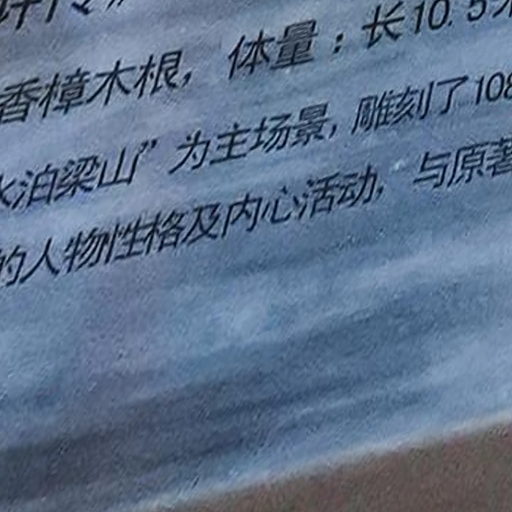 香樟木根，体量：长10.5
水泊梁山”为主场景，雕刻了108
的人物性格及内心活动，与原著